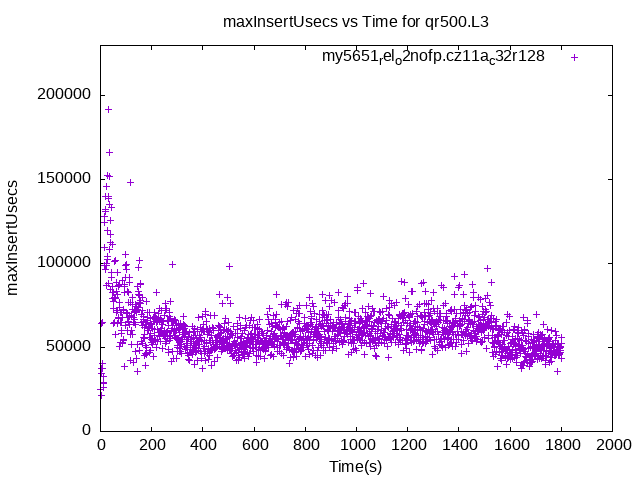 maxInsertUsecs vs Time for qr500.L3
my5651relo2nofp.cz11ac32r128
maxInsertUsecs
200000
150000
100000
50000
0
0 200 400 600 800 1000 1200 1400 1600 1800 2000
Time(s)